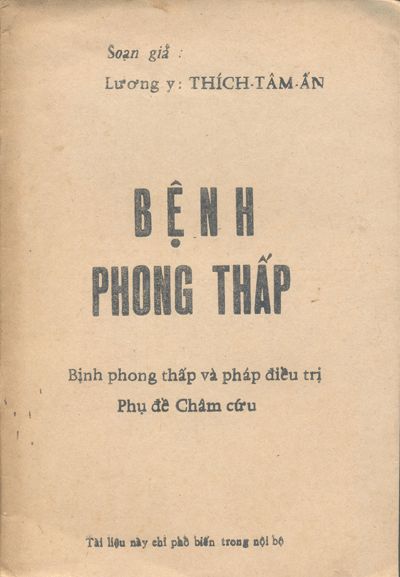 Soạn giả :
Lương y : THÍCH-TÂM-ẤN
BỆNH
PHONG THẤP
Bịnh phong thấp và pháp điều trị
Phụ đề Châm cứu
Tài liệu này chỉ phổ biến trong nội bộ